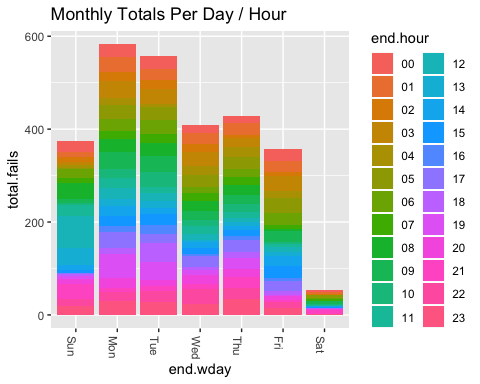 Monthly Totals Per Day / Hour
600
400
200
0
total.fails
Sun
Mon
Tue
Wed
Thu
Fri
Sat
end.wday
end.hour
00 12
01 13
02 14
03 15
04 16
05 17
06 18
07 19
08 20
09 21
10 22
11 23